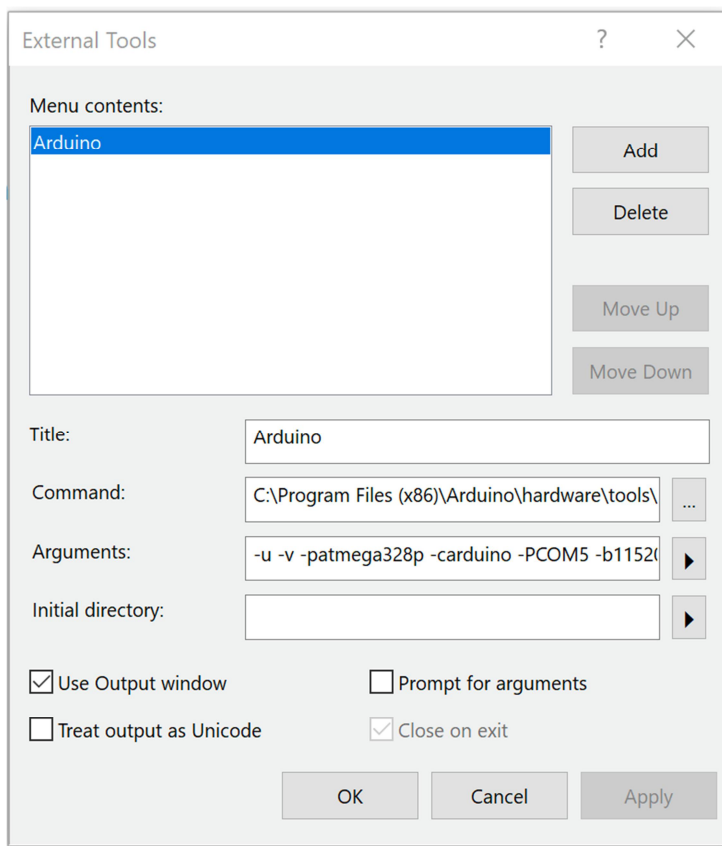 External Tools
?
Menu contents:
Arduino
Add
Delete
Move Up
Move Down
Title:
Arduino
Command:
C:\Program Files (x86)\Arduino\hardware\tools\
...
Arguments:
-u -v -patmega328p -carduino -PCOM5 -b11520
Initial directory:
Use Output window
Prompt for arguments
Treat output as Unicode
Close on exit
OK
Cancel
Apply